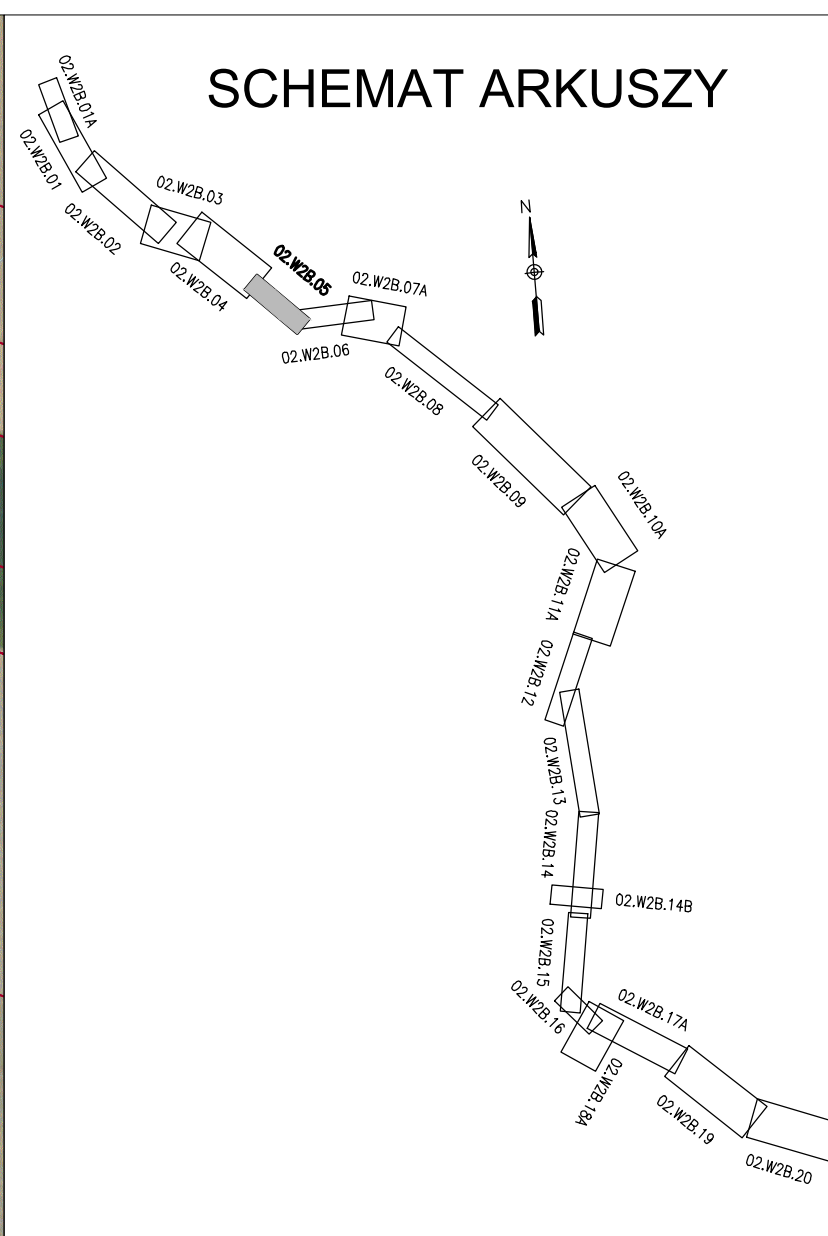 SCHEMAT ARKUSZY
02.W2B.01A
02.W2B.01
02.W2B.02
02.W2B.03
02.W2B.04
N
02.W2B.05
02.W2B.06
02.W2B.07A
02.W2B.08
02.W2B.09
02.W2B.10A
02.W2B.11A
02.W2B.12
02.W2B.13
02.W2B.14
02.W2B.14B
02.W2B.15
02.W2B.16
02.W2B.17A
02.W2B.18A
02.W2B.19
02.W2B.20